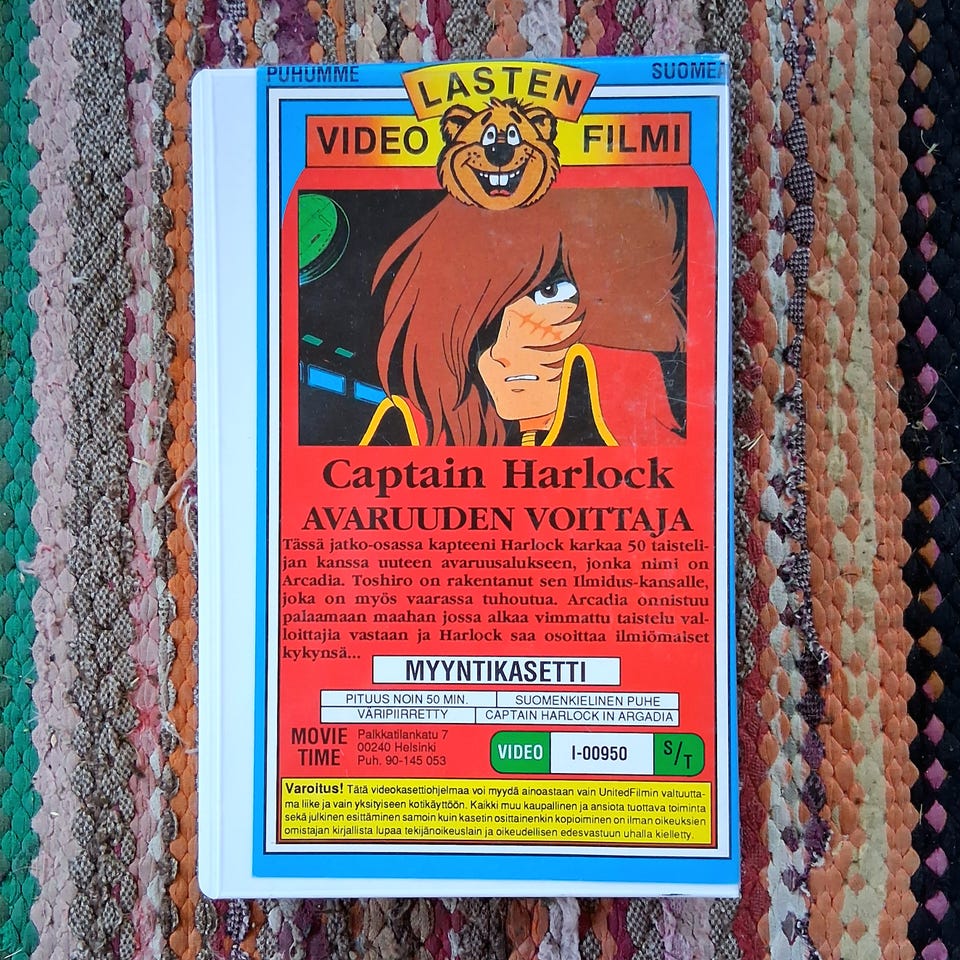 PUHUMME SUOMEA
LASTEN
VIDEO FILMI
Captain Harlock
AVARUUDEN VOITTAJA
Tässä jatko-osassa kapteeni Harlock karkaa 50 taisteli-
jan kanssa uuteen avaruusalukseen, jonka nimi on
Arcadia. Toshiro on rakentanut sen Ilmidus-kansalle,
joka on myös vaarassa tuhoutua. Arcadia onnistuu
palaamaan maahan jossa alkaa vimmattu taistelu val-
loittajia vastaan ja Harlock saa osoittaa ilmiömaiset
kykynsä...
MYYNTIKASETTI
PITUUS NOIN 50 MIN. SUOMENKIELINEN PUHE
VÄRIPIIRRETTY CAPTAIN HARLOCK IN ARGADIA
MOVIE TIME
Palkkatilankatu 7
00240 Helsinki
Puh. 90-145 053
VIDEO I-00950 S/T
Varoitus! Tätä videokasettiohjelmaa voi myydä ainoastaan vain UnitedFilmin valtuutta-
ma liike ja vain yksityiseen kotikäyttöön. Kaikki muu kaupallinen ja ansiota tuottava toiminta
sekä julkinen esittäminen samoin kuin kasetin osittainenkin kopioiminen on ilman oikeuksien
omistajan kirjallista lupaa tekijänoikeuslain ja oikeudellisen edesvastuun uhalla kielletty.